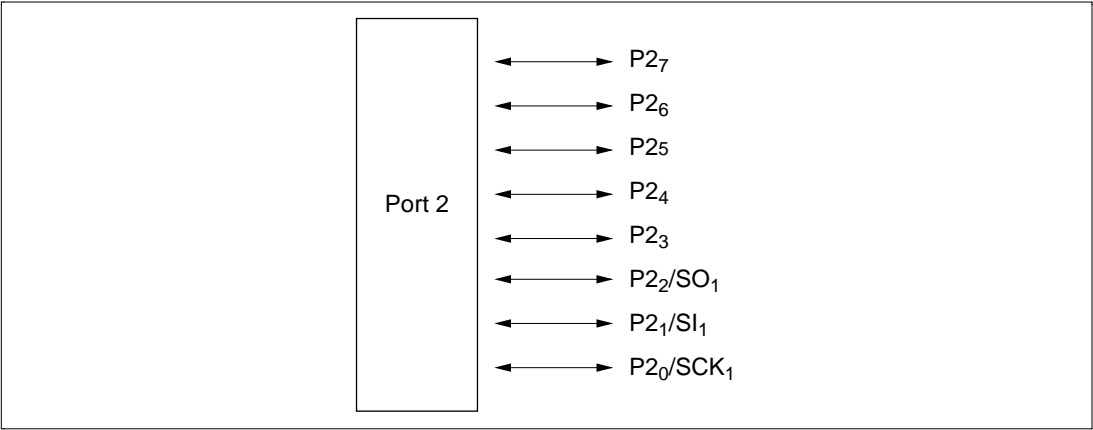 Port 2
P2₇
P2₆
P25
P2₄
P2₃
P2₂/SO₁
P2₁/SI₁
P2₀/SCK₁